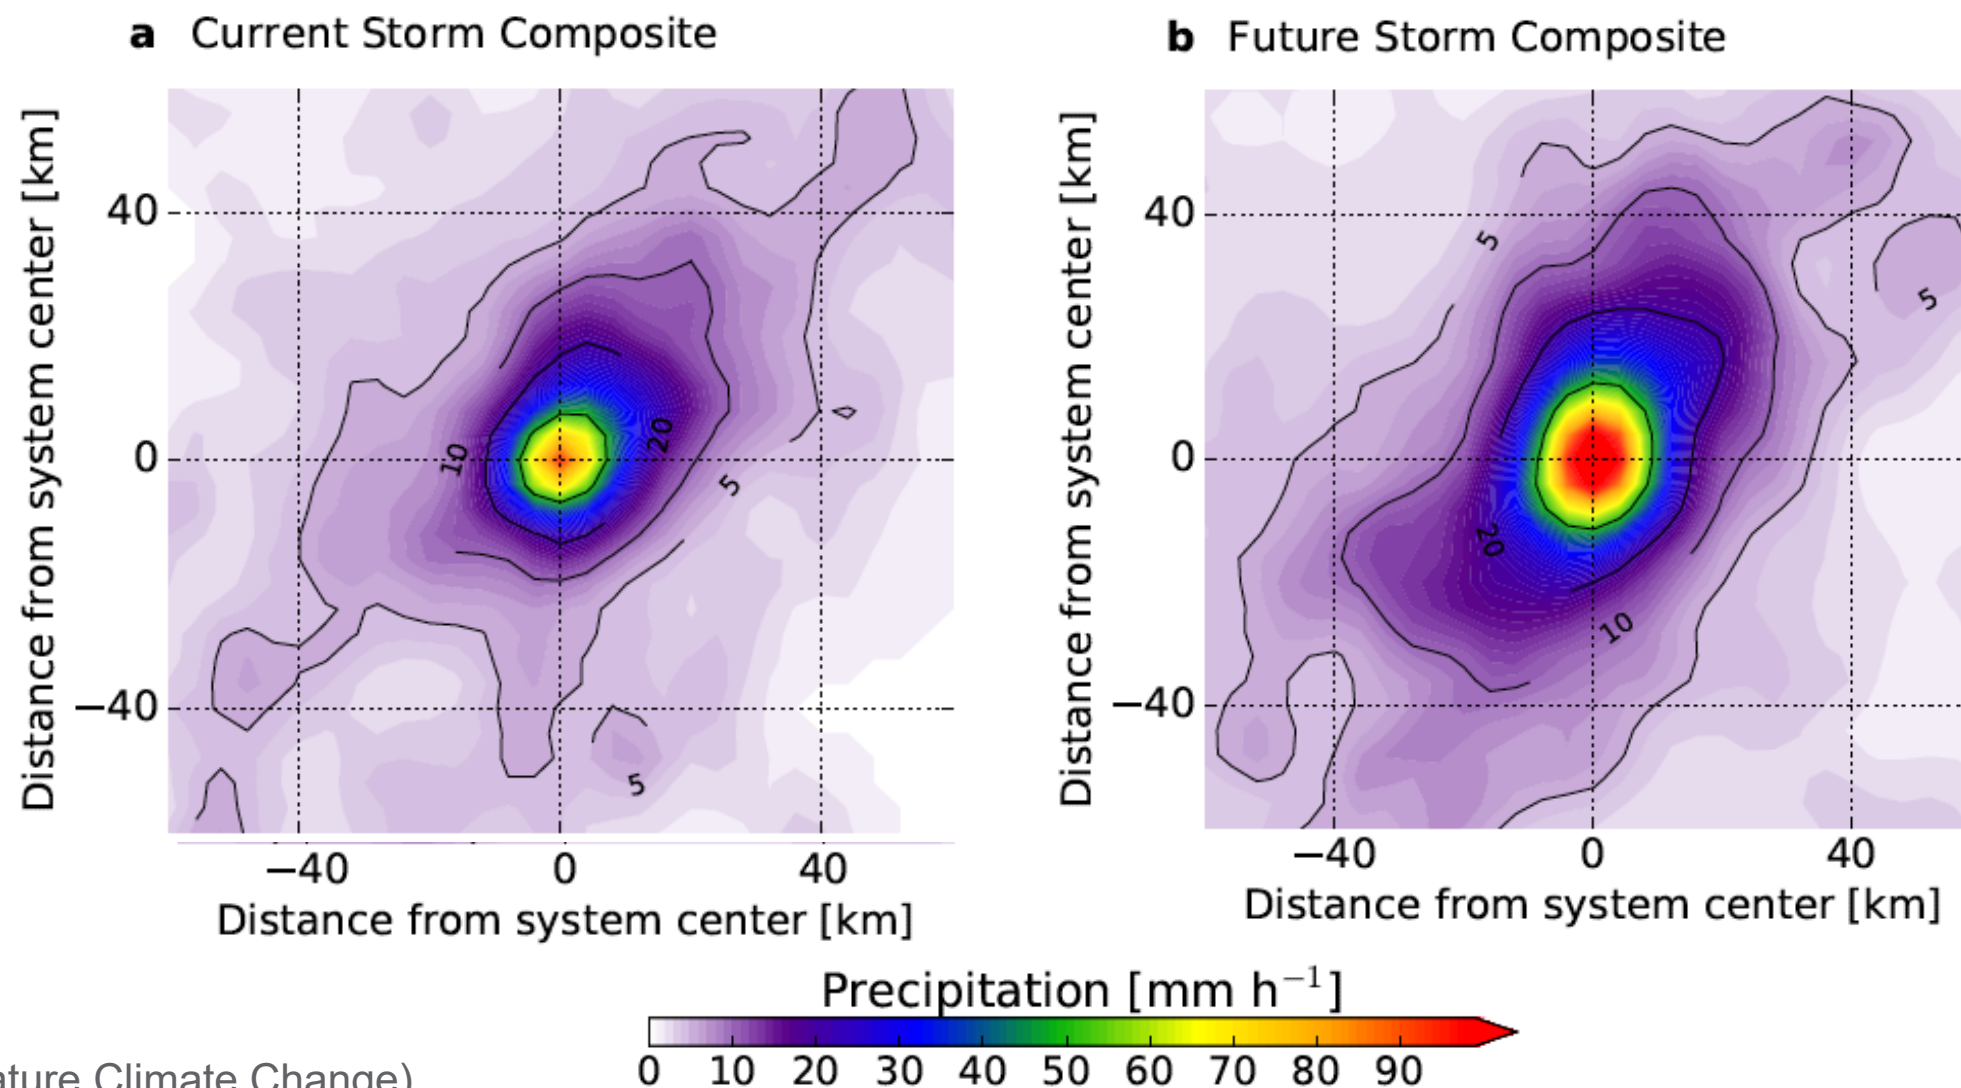 a Current Storm Composite
b Future Storm Composite
Distance from system center [km]
40
0
−40
10
20
5
5
−40
0
40
Distance from system center [km]
Distance from system center [km]
40
0
−40
5
5
20
10
−40
0
40
Distance from system center [km]
Precipitation [mm h⁻¹]
0 10 20 30 40 50 60 70 80 90
Climate Change)